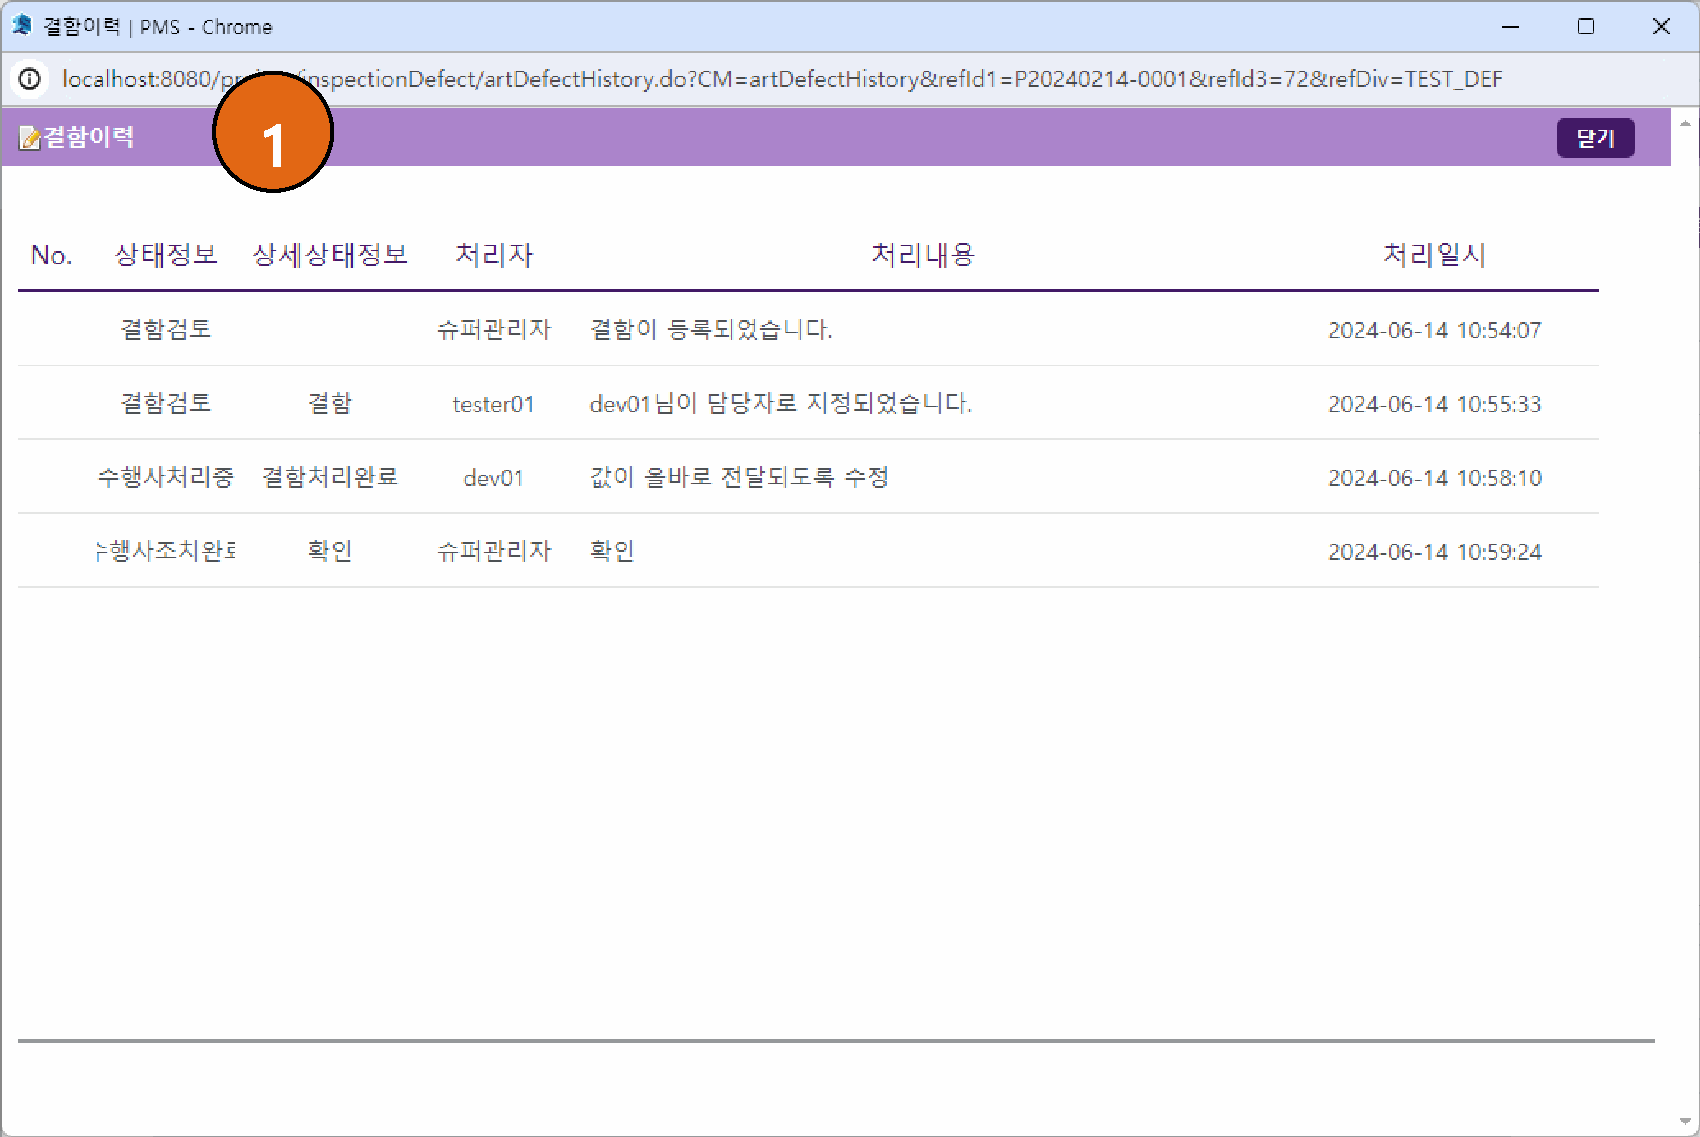 결함이력 | PMS - Chrome
localhost:8080/pr inspectionDefect/artDefectHistory.do?CM=artDefectHistory&refId1=P20240214-0001&refId3=72&refDiv=TEST_DEF
1
결함이력 닫기
No. 상태정보 상세상태정보 처리자 처리내용 처리일시
결함검토 슈퍼관리자 결함이 등록되었습니다. 2024-06-14 10:54:07
결함검토 결함 tester01 dev01님이 담당자로 지정되었습니다. 2024-06-14 10:55:33
수행사처리중 결함처리완료 dev01 값이 올바로 전달되도록 수정 2024-06-14 10:58:10
행사조치완료 확인 슈퍼관리자 확인 2024-06-14 10:59:24